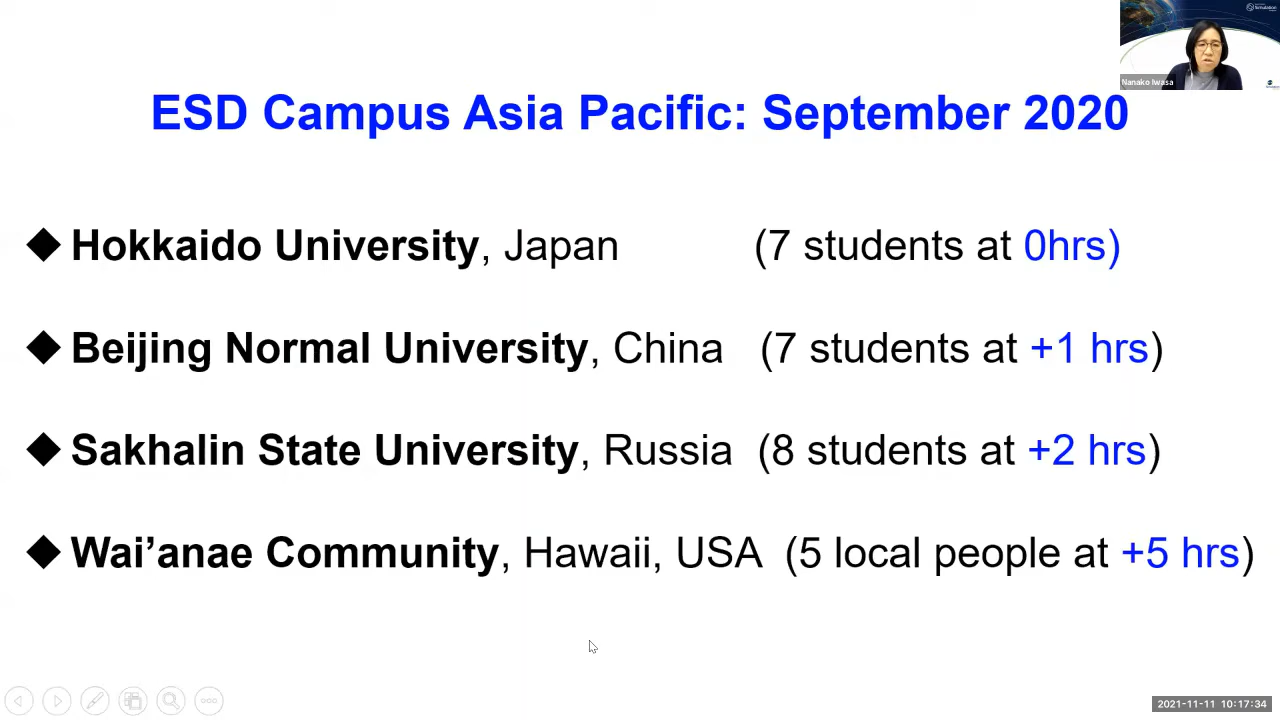 Simulation
Nanako Iwasa
ESD Campus Asia Pacific: September 2020
◆ Hokkaido University, Japan (7 students at 0hrs)
◆ Beijing Normal University, China (7 students at +1 hrs)
◆ Sakhalin State University, Russia (8 students at +2 hrs)
◆ Wai’anae Community, Hawaii, USA (5 local people at +5 hrs)
2021-11-11 10:17:34